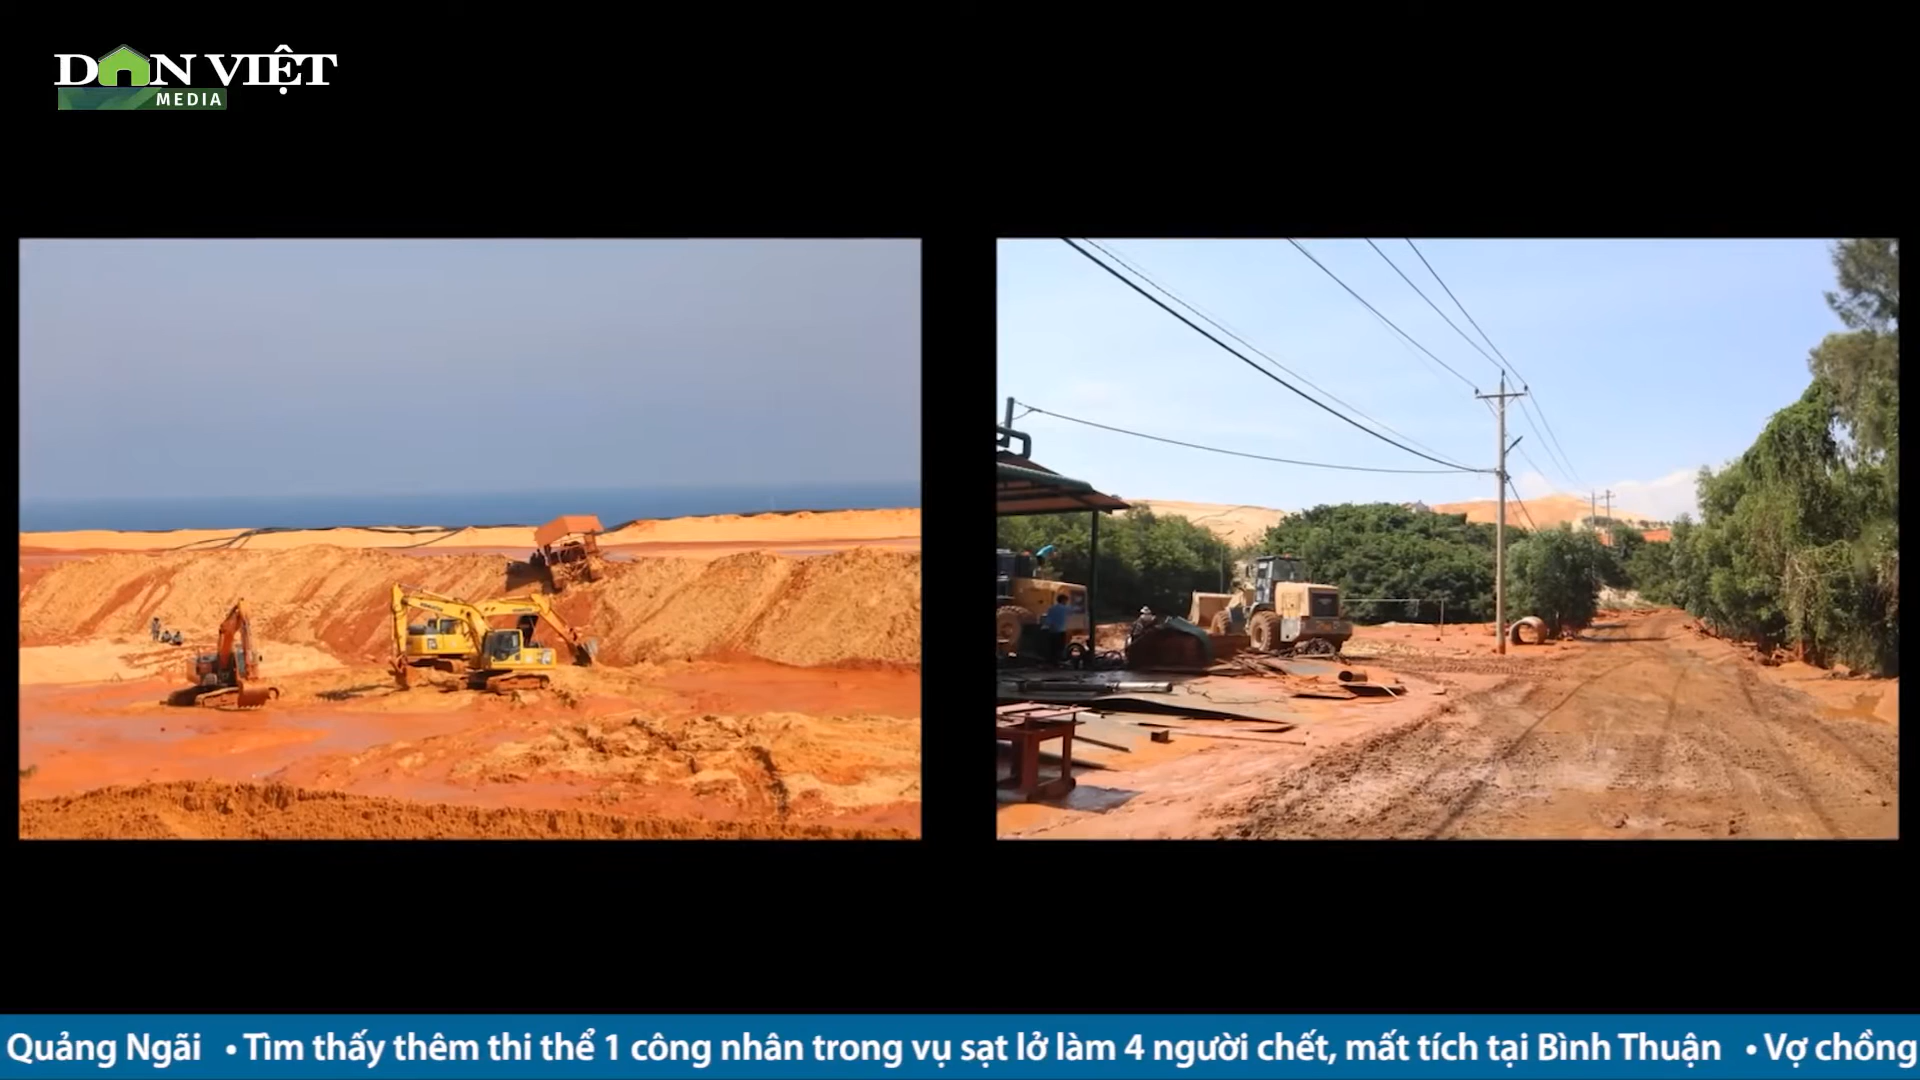 DÂN VIỆT
MEDIA
Quảng Ngãi • Tìm thấy thêm thi thể 1 công nhân trong vụ sạt lở làm 4 người chết, mất tích tại Bình Thuận • Vợ chồng